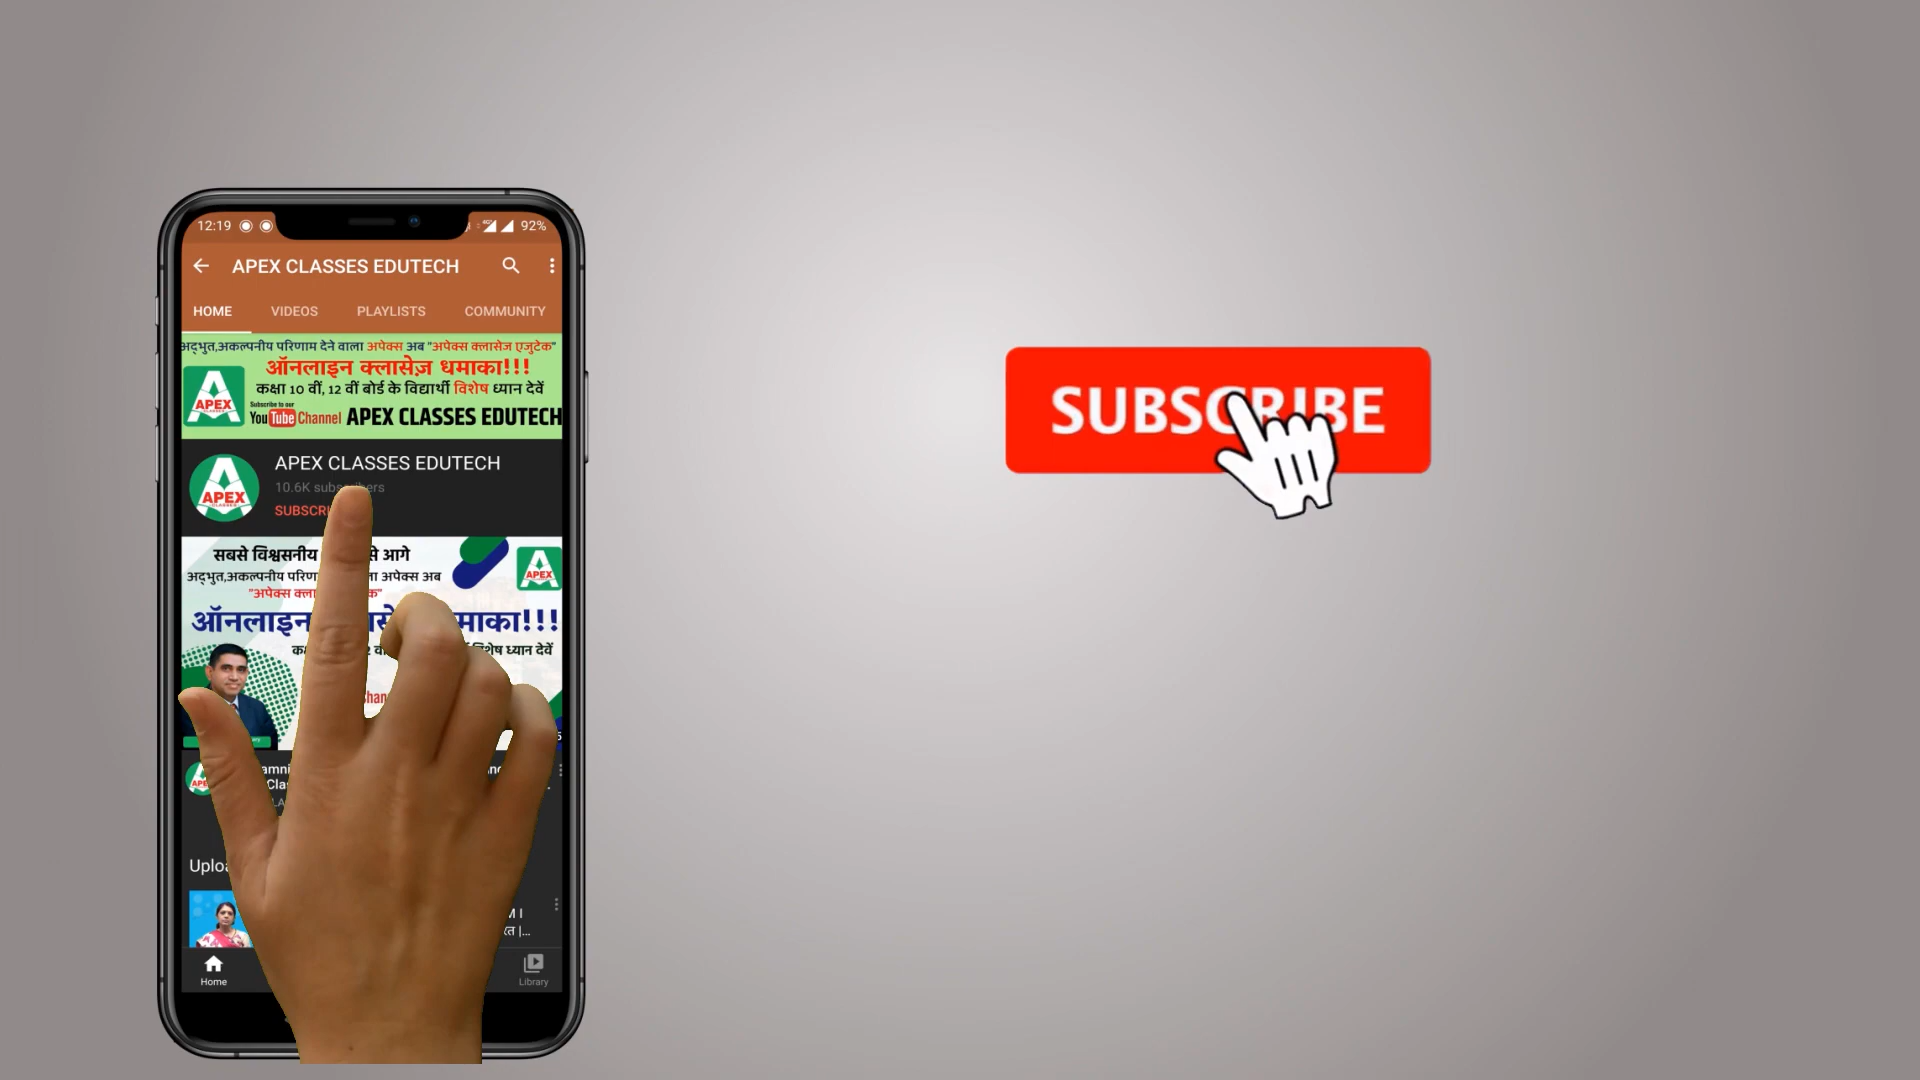 12:19
92%
APEX CLASSES EDUTECH
HOME VIDEOS PLAYLISTS COMMUNITY
अद्भुत,अकल्पनीय परिणाम देने वाला अपेक्स अब "अपेक्स क्लासेज एजुटेक"
ऑनलाइन क्लासेज़ धमाका!!!
कक्षा 10 वीं, 12 वीं बोर्ड के विद्यार्थी विशेष ध्यान देवें
APEX
Subscribe to our
YouTube Channel APEX CLASSES EDUTECH
APEX
APEX CLASSES EDUTECH
10.6K
SUBSCRIBE
सबसे विश्वसनीय आगे
APEX
अद्भुत,अकल्पनीय अपेक्स अब
"अपेक्स
ऑनलाइन
विशेष ध्यान देवें
Home
Library